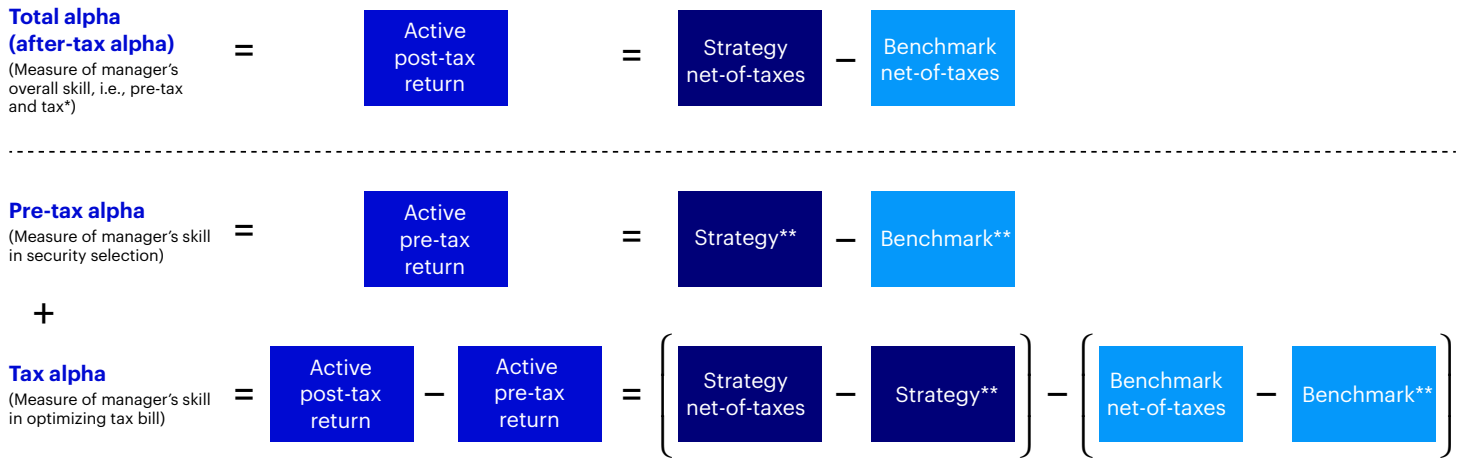 Total alpha
(after-tax alpha)
(Measure of manager's
overall skill, i.e., pre-tax
and tax*)
=
Active
post-tax
return
=
Strategy
net-of-taxes
–
Benchmark
net-of-taxes
Pre-tax alpha
(Measure of manager's skill
in security selection)
=
Active
pre-tax
return
=
Strategy**
–
Benchmark**
+
Tax alpha
(Measure of manager's skill
in optimizing tax bill)
=
Active
post-tax
return
–
Active
pre-tax
return
=
(
Strategy
net-of-taxes
–
Strategy**
)
–
(
Benchmark
net-of-taxes
–
Benchmark**
)